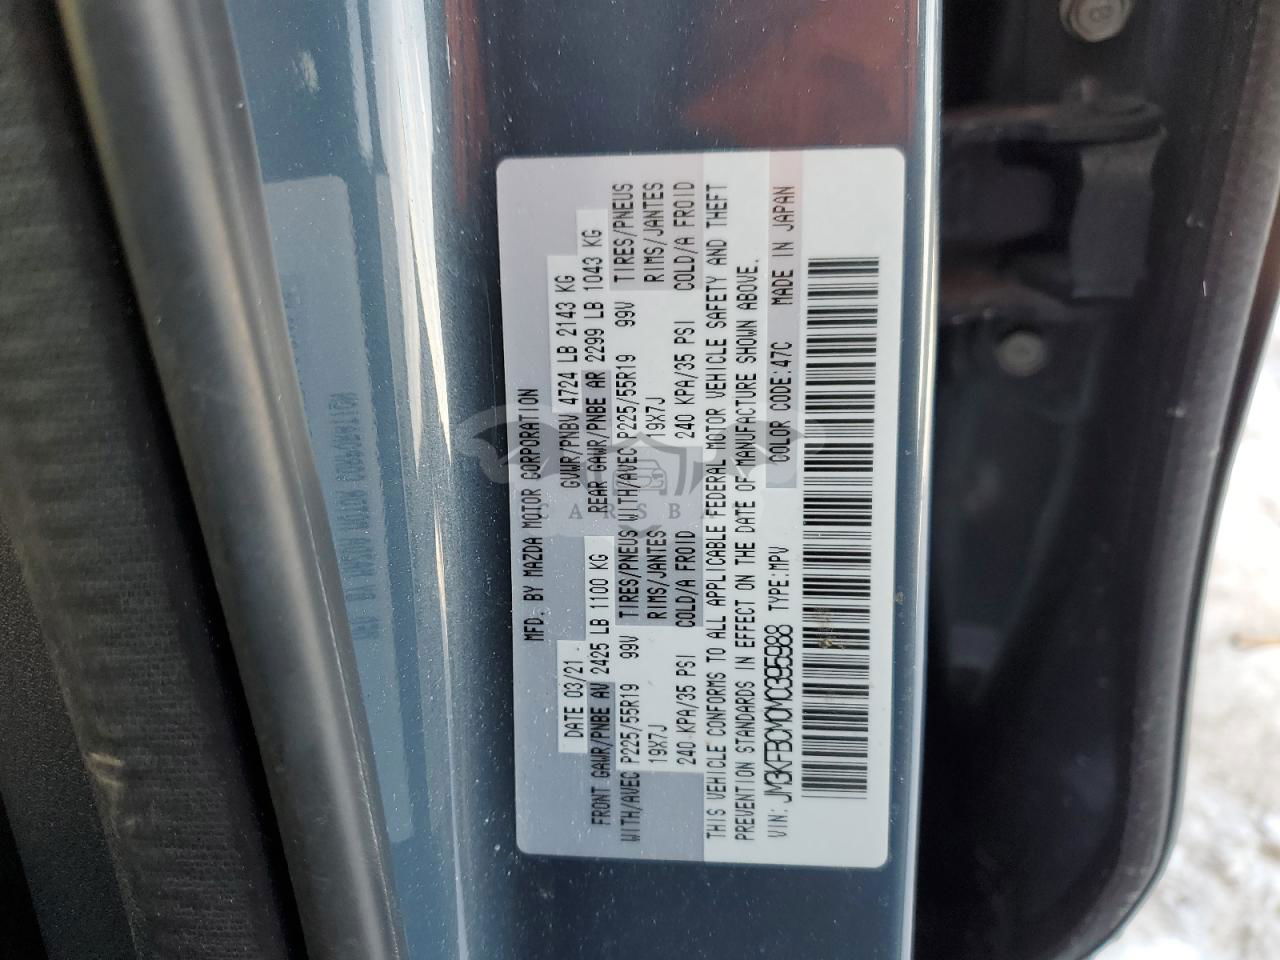 MFD. BY MAZDA MOTOR CORPORATION
DATE 03/21 GVWR/PNBV 4724 LB 2143 KG
FRONT GAWR/PNBE AV 2425 LB 1100 KG REAR GAWR/PNBE AR 2299 LB 1043 KG
WITH/AVEC P225/55R19 99V TIRES/PNEUS WITH/AVEC P225/55R19 99V TIRES/PNEUS
19X7J RIMS/JANTES 19X7J RIMS/JANTES
240 KPA/35 PSI COLD/A FROID 240 KPA/35 PSI COLD/A FROID
THIS VEHICLE CONFORMS TO ALL APPLICABLE FEDERAL MOTOR VEHICLE SAFETY AND THEFT
PREVENTION STANDARDS IN EFFECT ON THE DATE OF MANUFACTURE SHOWN ABOVE.
VIN: JM3KFBCY0M0395988 TYPE:MPV COLOR CODE:47C MADE IN JAPAN